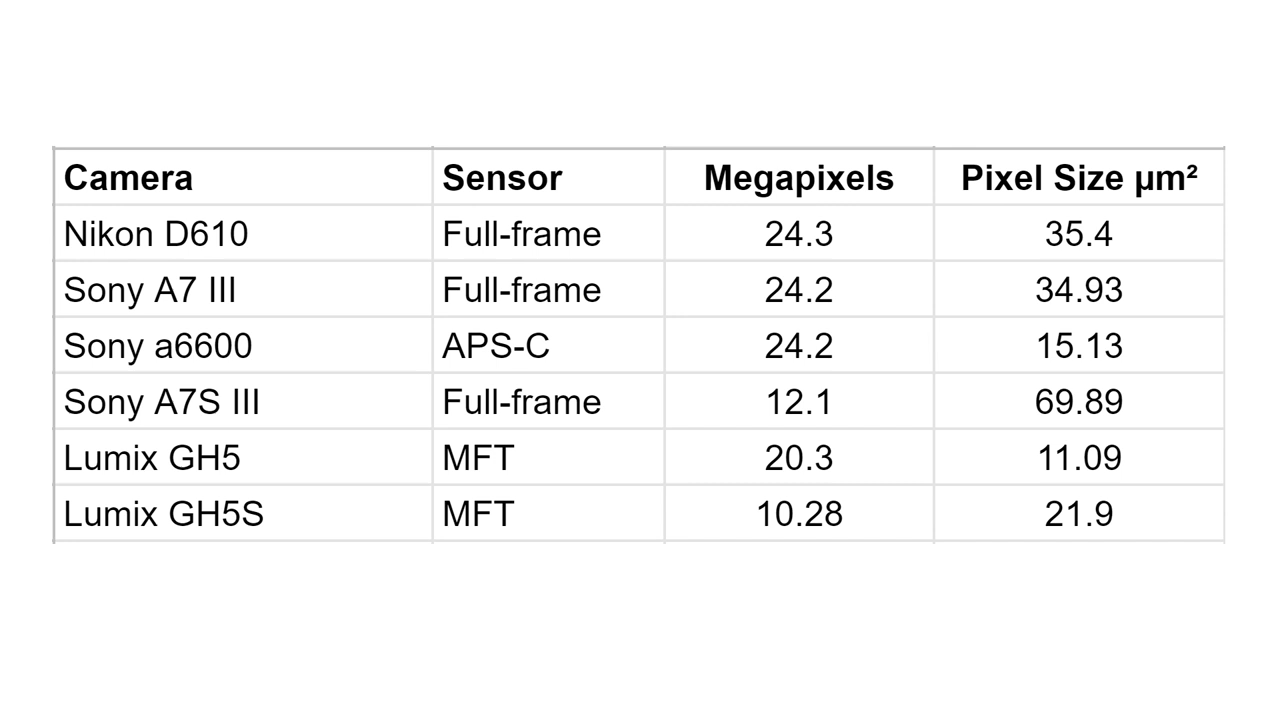 Camera Sensor Megapixels Pixel Size µm²
Nikon D610 Full-frame 24.3 35.4
Sony A7 III Full-frame 24.2 34.93
Sony a6600 APS-C 24.2 15.13
Sony A7S III Full-frame 12.1 69.89
Lumix GH5 MFT 20.3 11.09
Lumix GH5S MFT 10.28 21.9